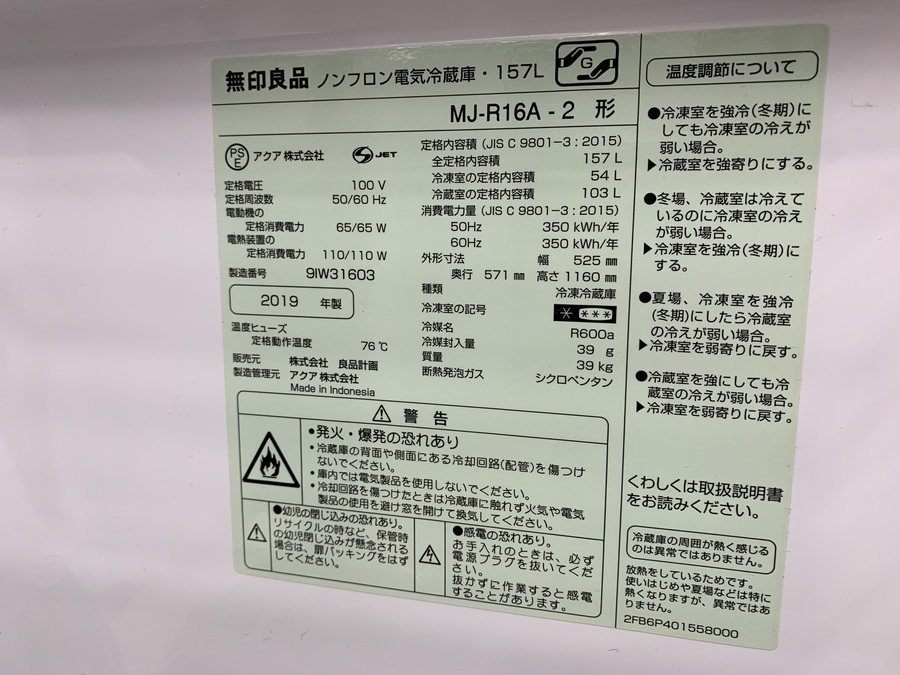 無印良品 ノンフロン電気冷蔵庫・157L
G
MJ-R16A-2 形
PS
E
アクア株式会社
S JET
定格電圧 100 V
定格周波数 50/60 Hz
電動機の
定格消費電力 65/65 W
電熱装置の
定格消費電力 110/110 W
製造番号 9IW31603
2019 年製
温度ヒューズ
定格動作温度 76℃
販売元 株式会社 良品計画
製造管理元 アクア株式会社
Made in Indonesia
定格内容積 (JIS C 9801-3:2015)
全定格内容積 157 L
冷凍室の定格内容積 54 L
冷蔵室の定格内容積 103 L
消費電力量 (JIS C 9801-3:2015)
50Hz 350 kWh/年
60Hz 350 kWh/年
外形寸法 幅 525 mm
奥行 571 mm 高さ 1160 mm
種類 冷凍冷蔵庫
冷凍室の記号 * ***
冷媒名 R600a
冷媒封入量 39 g
質量 39 kg
断熱発泡ガス シクロペンタン
警告
・発火・爆発の恐れあり
・冷蔵庫の背面や側面にある冷却回路(配管)を傷つけ
ないでください。
・庫内では電気製品を使用しないでください。
・冷却回路を傷つけたときは冷蔵庫に触れず火気や電気
製品の使用を避け窓を開けて換気してください。
●幼児の閉じ込みの恐れあり。
リサイクルの時など、保管時
の幼児閉じ込みが懸念される
場合は、扉パッキングをはず
してください。
●感電の恐れあり。
お手入れのときは、必ず
電源プラグを抜いてくだ
さい。
抜かずに作業すると感電
することがあります。
温度調節について
●冷凍室を強冷(冬期)に
しても冷凍室の冷えが
弱い場合。
▶冷蔵室を強寄りにする。
●冬場、冷蔵室は冷えて
いるのに冷凍室の冷え
が弱い場合。
▶冷凍室を強冷(冬期)に
する。
●夏場、冷凍室を強冷
(冬期)にしたら冷蔵室
の冷えが弱い場合。
▶冷凍室を弱寄りに戻す。
●冷蔵室を強にしても冷
蔵室の冷えが弱い場合。
▶冷凍室を弱寄りに戻す。
くわしくは取扱説明書
をお読みください。
冷蔵庫の周囲が熱く感じる
のは異常ではありません。
放熱をしているためです。
使いはじめや夏場などは特に
熱くなりますが、異常ではあ
りません。
2FB6P401558000